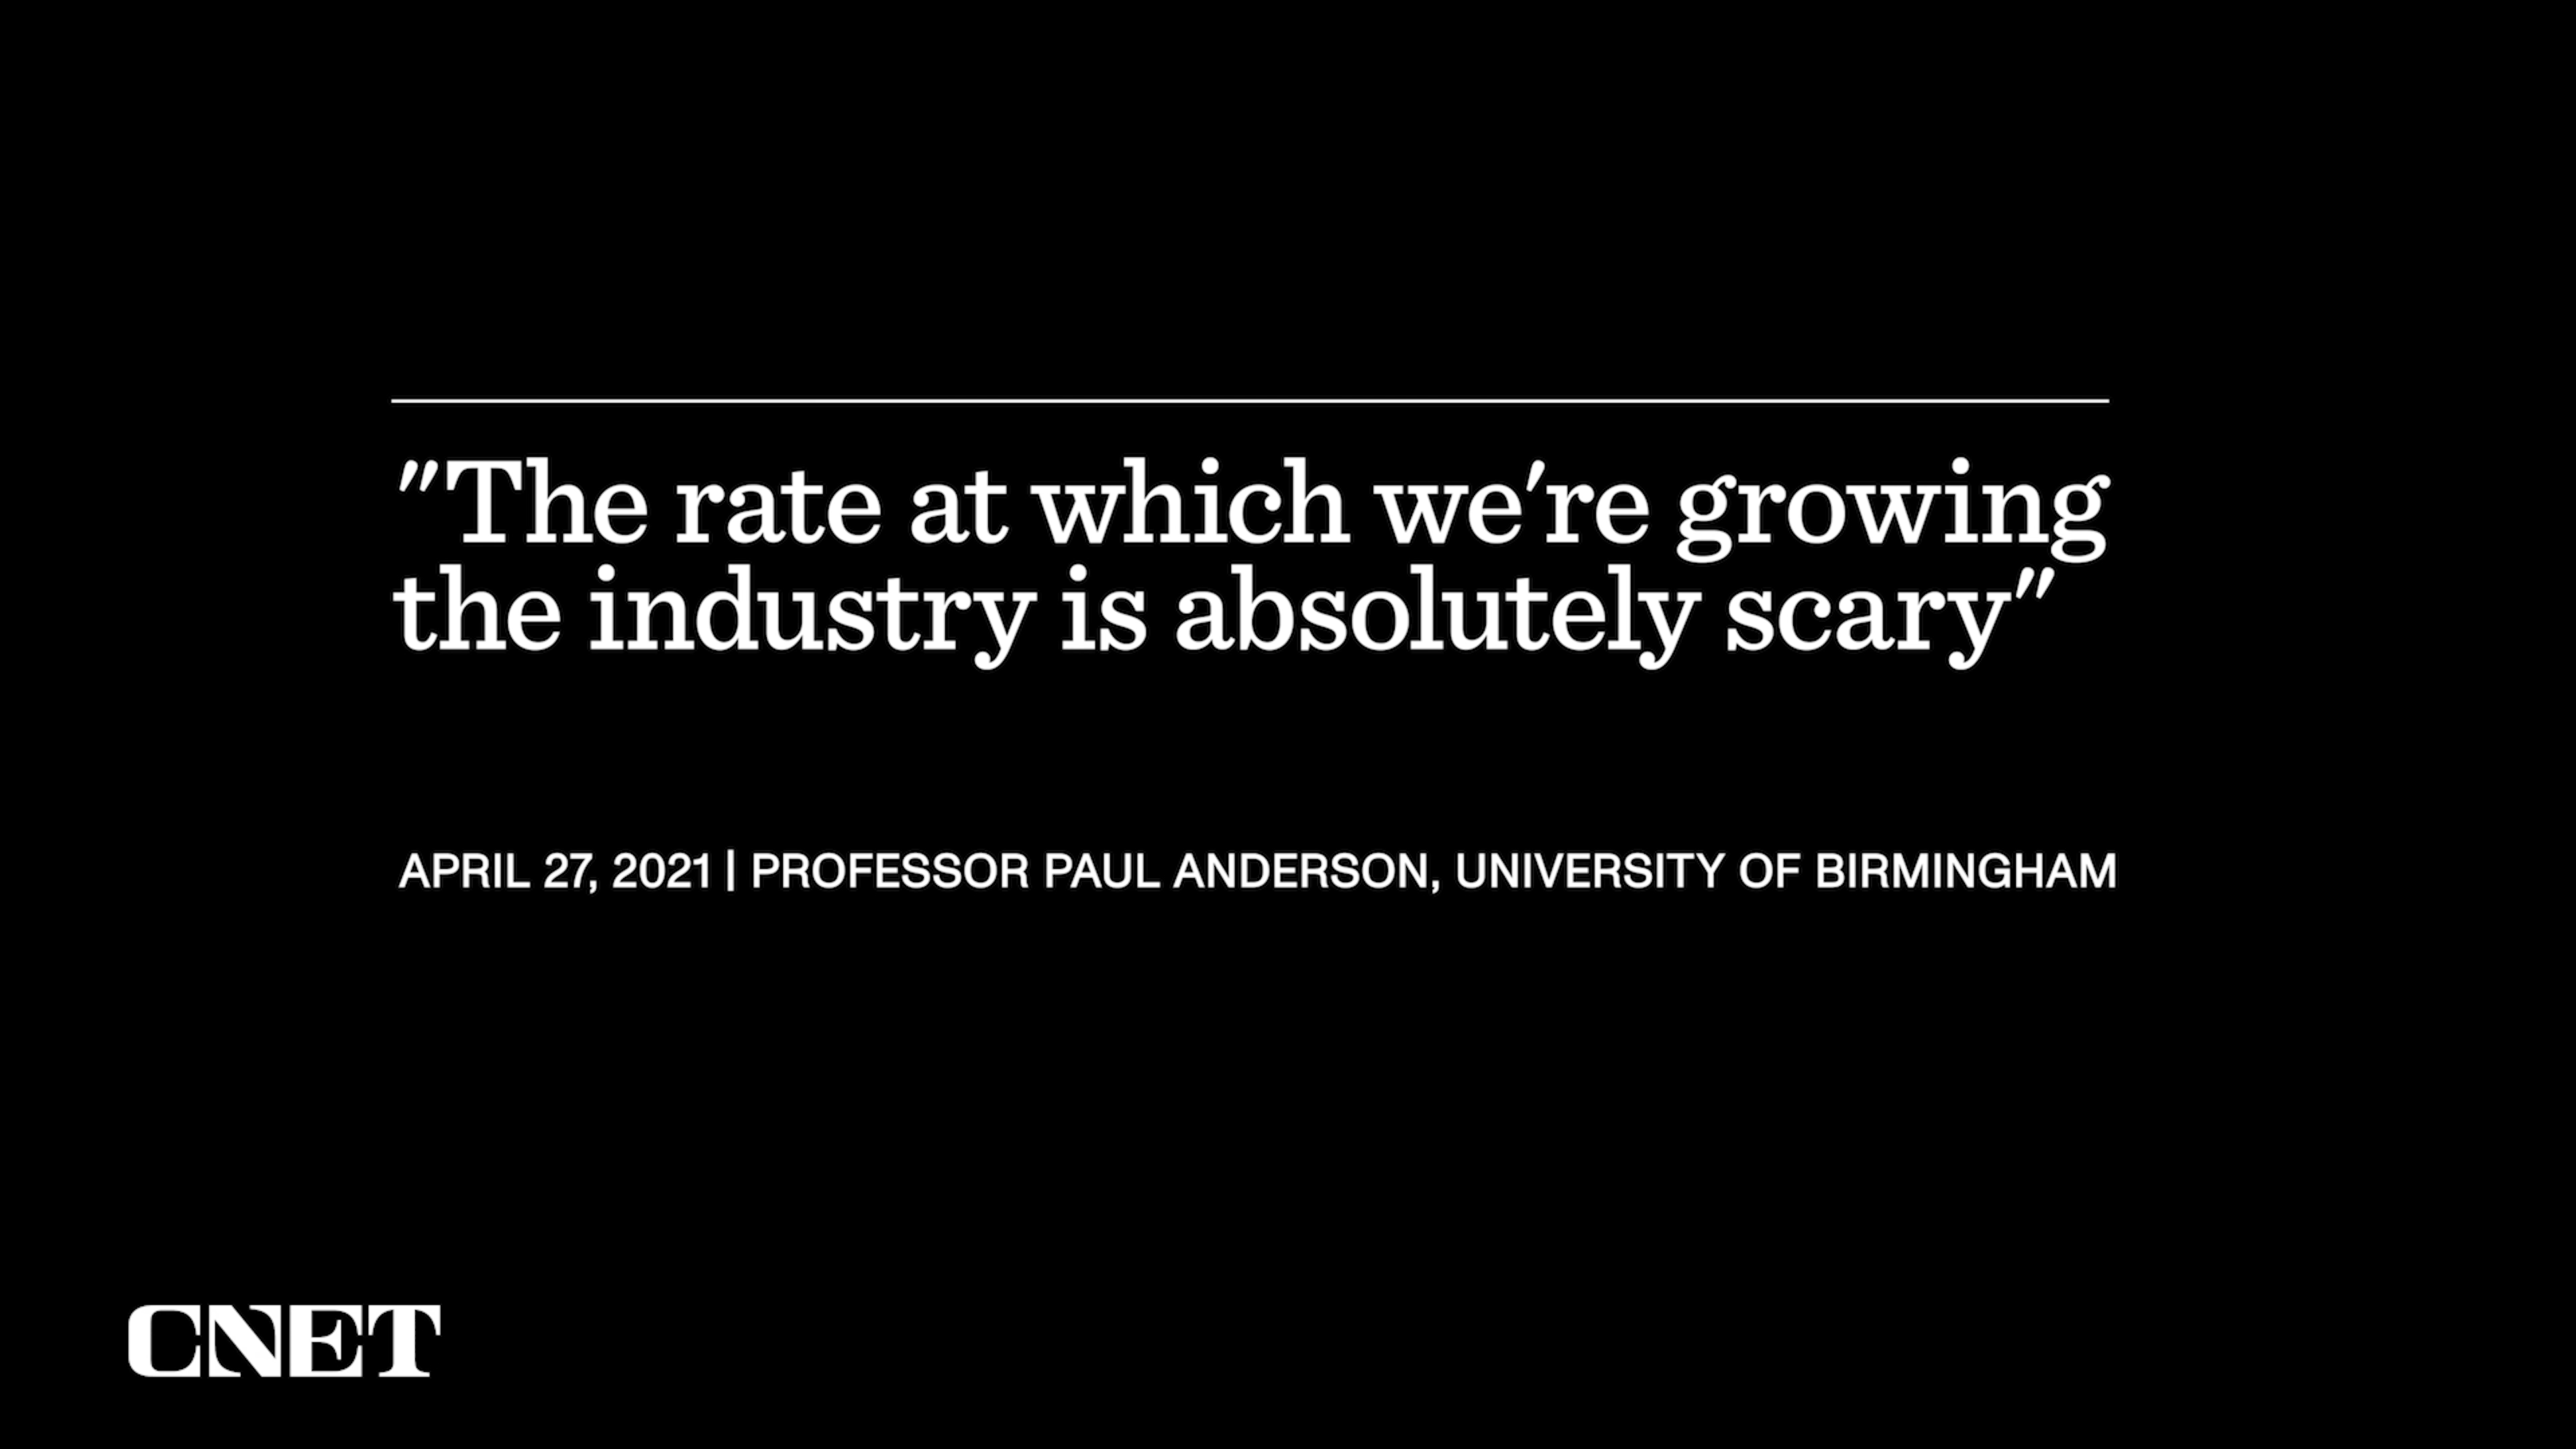 "The rate at which we're growing
the industry is absolutely scary"
APRIL 27, 2021 | PROFESSOR PAUL ANDERSON, UNIVERSITY OF BIRMINGHAM
CNET